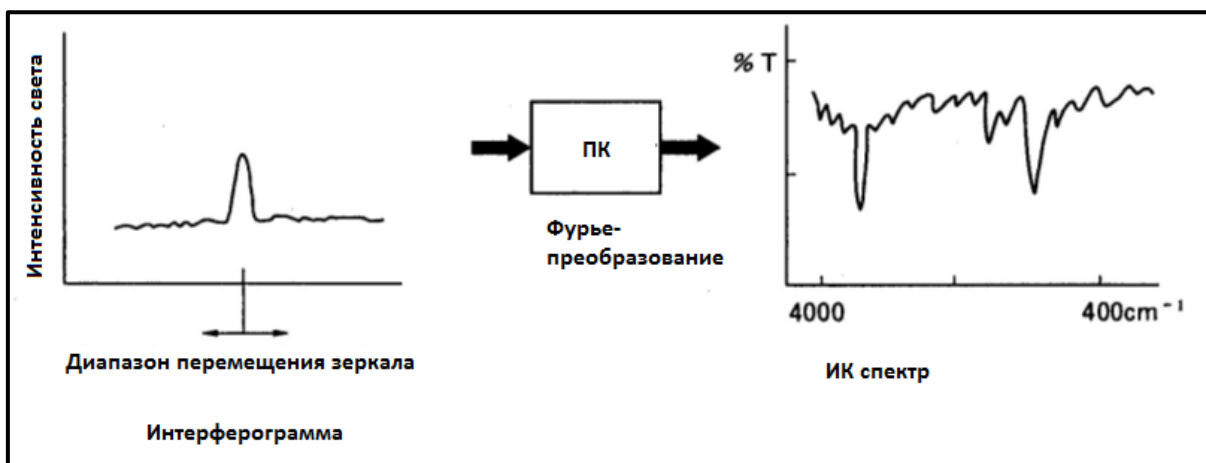 Интенсивность света
Диапазон перемещения зеркала
Интерферограмма
ПК
Фурье-
преобразование
% T
4000
400cm⁻¹
ИК спектр